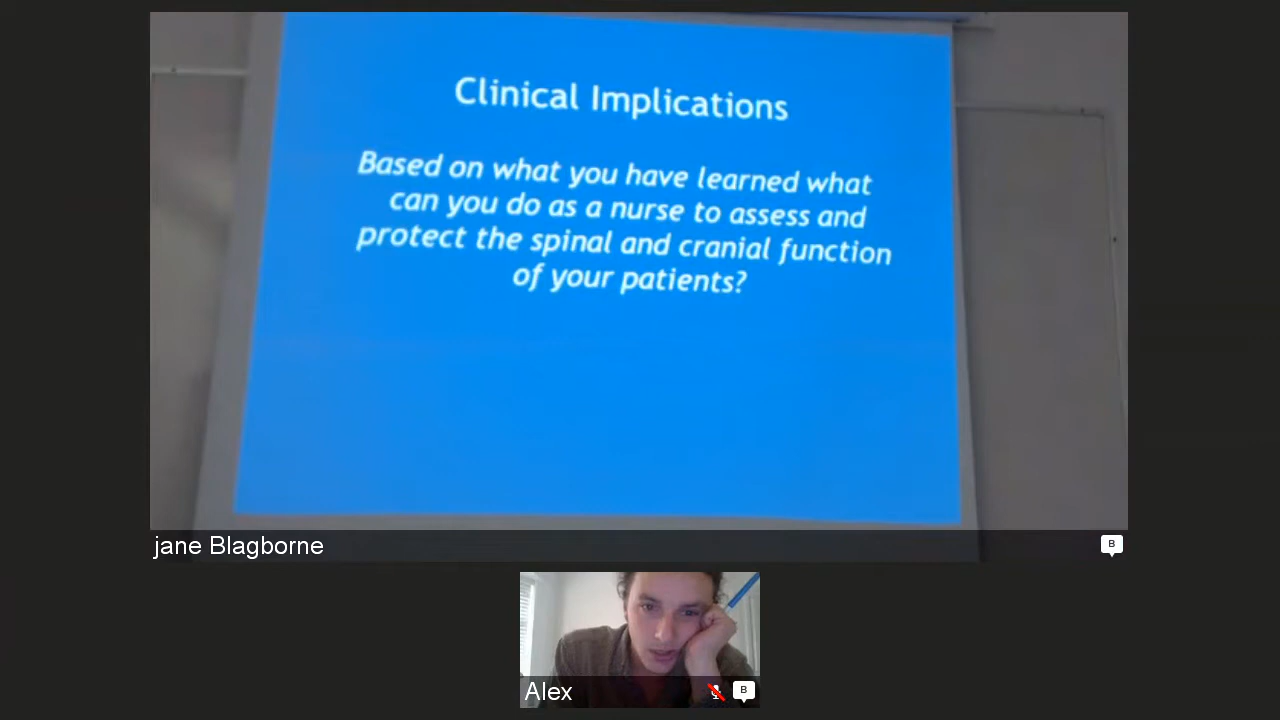 Clinical Implications
Based on what you have learned what
can you do as a nurse to assess and
protect the spinal and cranial function
of your patients?
jane Blagborne
B
Alex
B